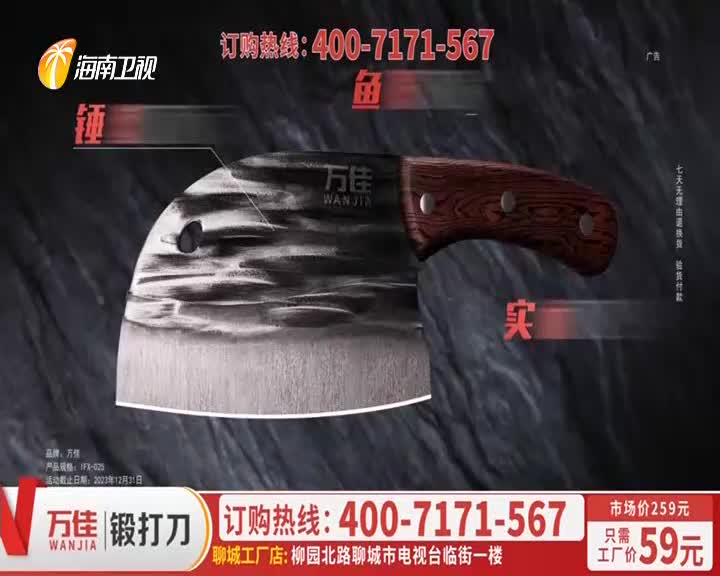 订购热线：400-7171-567
海南卫视
广告
鱼
锤
万佳
WANJIA
七天无理由退换货 验货付款
实
品牌：万佳
产品规格：IFX-025
活动截止日期：2023年12月31日
万佳
WANJIA
锻打刀
订购热线：400-7171-567
聊城工厂店：柳园北路聊城市电视台临街一楼
市场价259元
只需
工厂价
59元